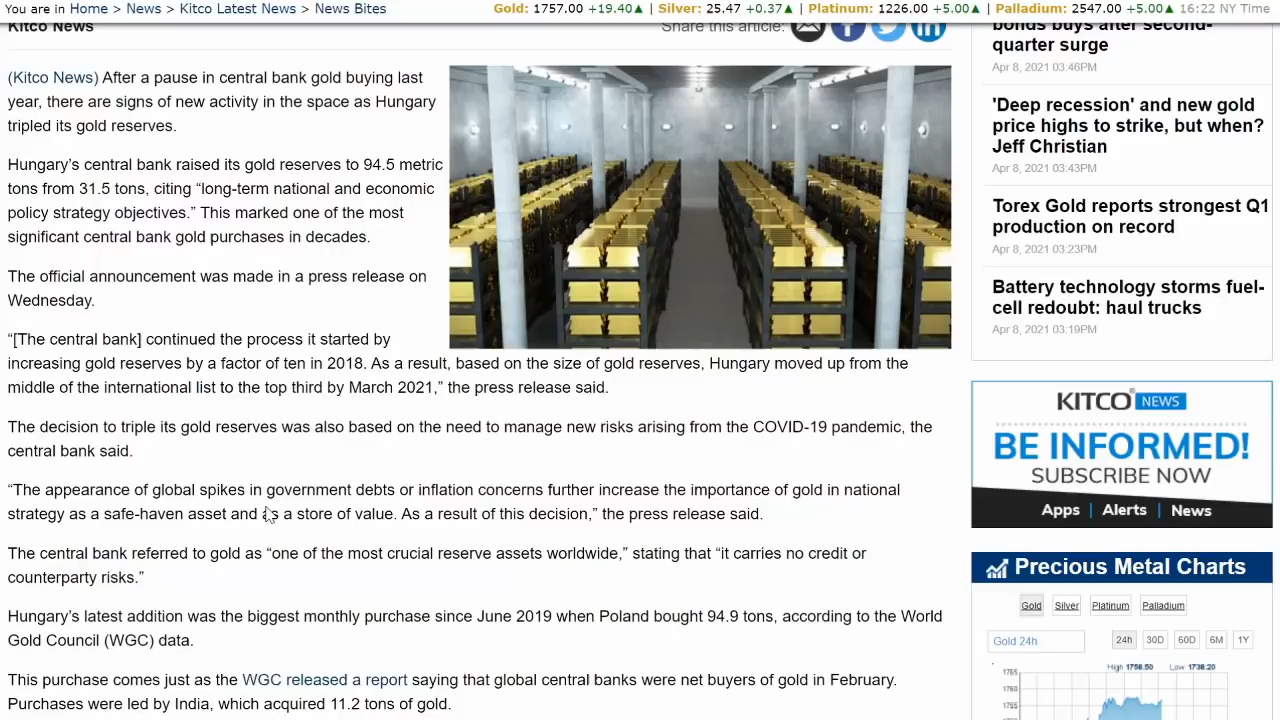 You are in Home > News > Kitco Latest News > News Bites
Gold: 1757.00 +19.40▲ | Silver: 25.47 +0.37▲ | Platinum: 1226.00 +5.00▲ | Palladium: 2547.00 +5.00▲ 16:22 NY Time
Kitco News
Share this article:
(Kitco News) After a pause in central bank gold buying last
year, there are signs of new activity in the space as Hungary
tripled its gold reserves.
Hungary's central bank raised its gold reserves to 94.5 metric
tons from 31.5 tons, citing “long-term national and economic
policy strategy objectives.” This marked one of the most
significant central bank gold purchases in decades.
The official announcement was made in a press release on
Wednesday.
“[The central bank] continued the process it started by
increasing gold reserves by a factor of ten in 2018. As a result, based on the size of gold reserves, Hungary moved up from the
middle of the international list to the top third by March 2021,” the press release said.
The decision to triple its gold reserves was also based on the need to manage new risks arising from the COVID-19 pandemic, the
central bank said.
“The appearance of global spikes in government debts or inflation concerns further increase the importance of gold in national
strategy as a safe-haven asset and as a store of value. As a result of this decision,” the press release said.
The central bank referred to gold as “one of the most crucial reserve assets worldwide,” stating that “it carries no credit or
counterparty risks.”
Hungary's latest addition was the biggest monthly purchase since June 2019 when Poland bought 94.9 tons, according to the World
Gold Council (WGC) data.
This purchase comes just as the WGC released a report saying that global central banks were net buyers of gold in February.
Purchases were led by India, which acquired 11.2 tons of gold.
bonds buys after second-
quarter surge
Apr 8, 2021 03:46PM
'Deep recession' and new gold
price highs to strike, but when?
Jeff Christian
Apr 8, 2021 03:43PM
Torex Gold reports strongest Q1
production on record
Apr 8, 2021 03:23PM
Battery technology storms fuel-
cell redoubt: haul trucks
Apr 8, 2021 03:19PM
KITCO® NEWS
BE INFORMED!
SUBSCRIBE NOW
Apps | Alerts | News
Precious Metal Charts
Gold Silver Platinum Palladium
Gold 24h
24h 30D 60D 6M 1Y
High 1758.50 Low 1738.20
1765
1760
1755